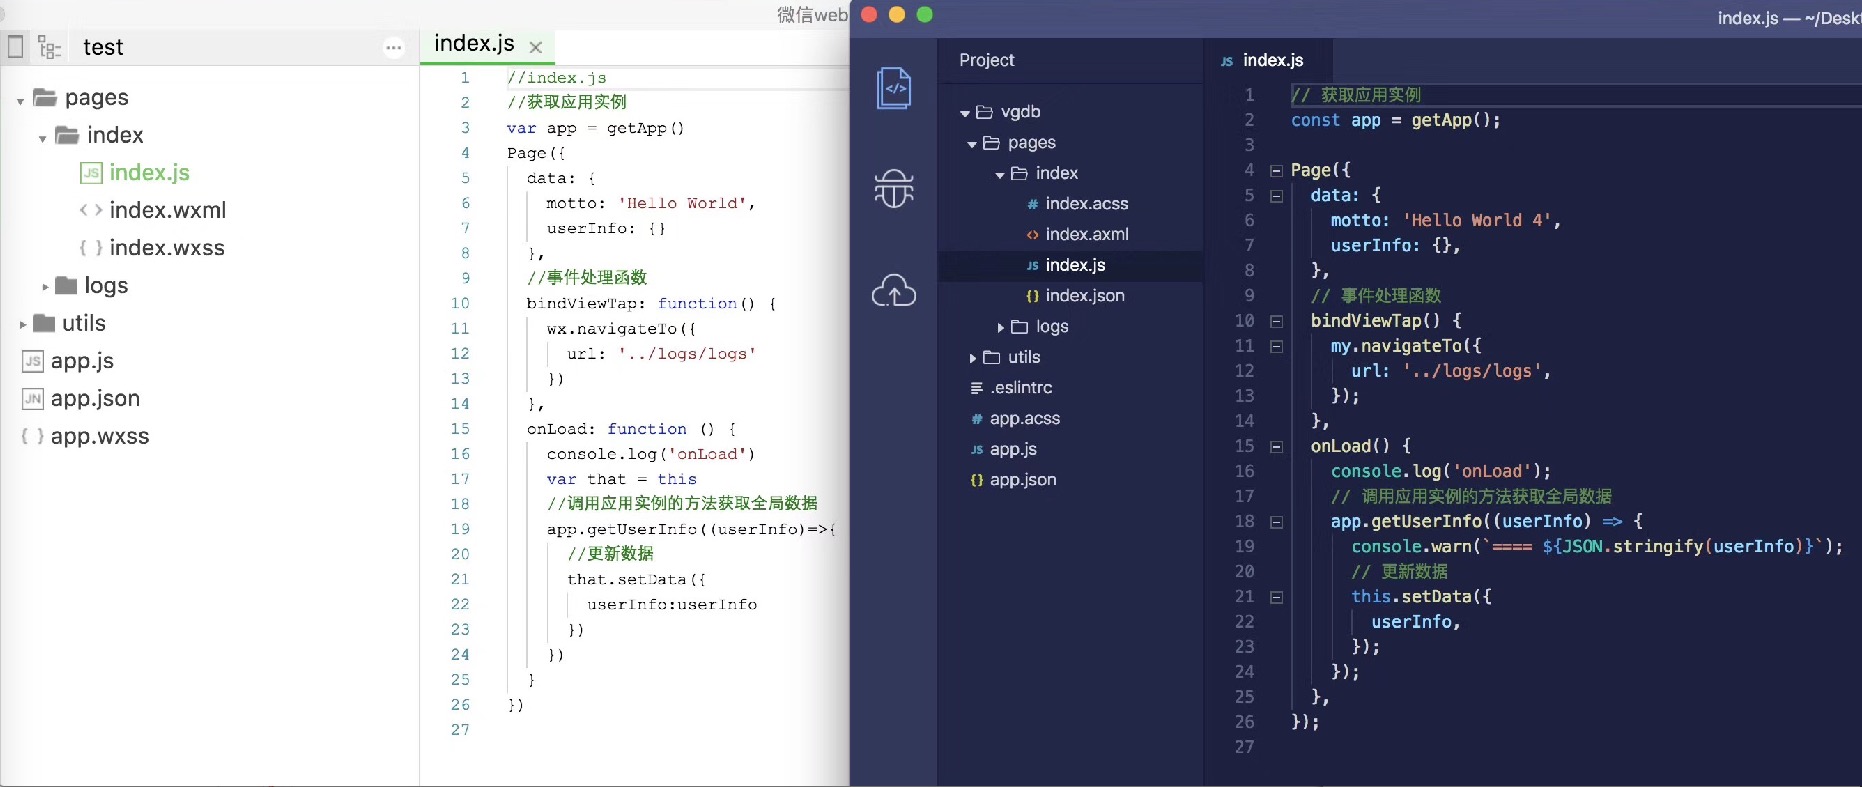 微信web
test
···
pages
index
JS index.js
< > index.wxml
{ } index.wxss
logs
utils
JS app.js
JN app.json
{ } app.wxss
index.js ×
1 //index.js
2 //获取应用实例
3 var app = getApp()
4 Page({
5 data: {
6 motto: 'Hello World',
7 userInfo: {}
8 },
9 //事件处理函数
10 bindViewTap: function() {
11 wx.navigateTo({
12 url: '../logs/logs'
13 })
14 },
15 onLoad: function () {
16 console.log('onLoad')
17 var that = this
18 //调用应用实例的方法获取全局数据
19 app.getUserInfo((userInfo)=>{
20 //更新数据
21 that.setData({
22 userInfo:userInfo
23 })
24 })
25 }
26 })
27
index.js — ~/Deskt
Project
vgdb
pages
index
# index.acss
<> index.axml
JS index.js
{} index.json
logs
utils
.eslintrc
# app.acss
JS app.js
{} app.json
JS index.js
1 // 获取应用实例
2 const app = getApp();
3
4 Page({
5 data: {
6 motto: 'Hello World 4',
7 userInfo: {},
8 },
9 // 事件处理函数
10 bindViewTap() {
11 my.navigateTo({
12 url: '../logs/logs',
13 });
14 },
15 onLoad() {
16 console.log('onLoad');
17 // 调用应用实例的方法获取全局数据
18 app.getUserInfo((userInfo) => {
19 console.warn(`==== ${JSON.stringify(userInfo)}`);
20 // 更新数据
21 this.setData({
22 userInfo,
23 });
24 });
25 },
26 });
27